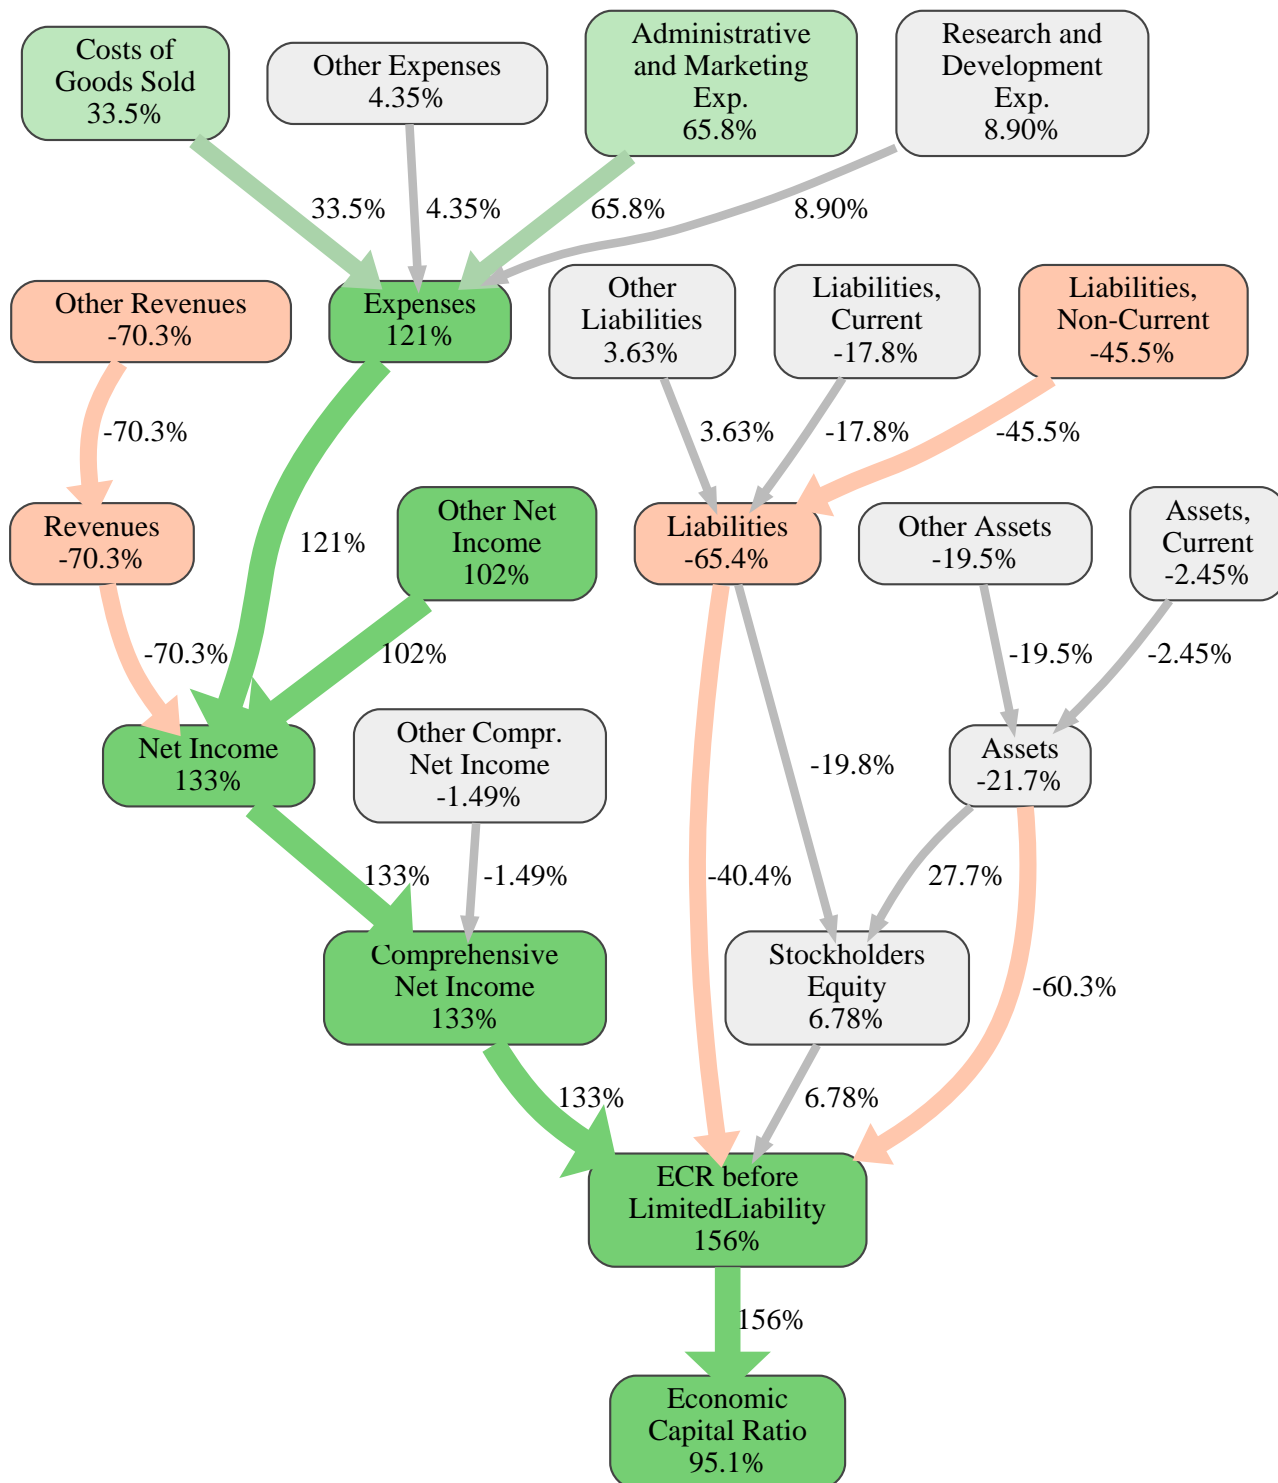 Costs of
Goods Sold
33.5%
Other Expenses
4.35%
Administrative
and Marketing
Exp.
65.8%
Research and
Development
Exp.
8.90%
33.5%
4.35%
65.8%
8.90%
Other Revenues
-70.3%
Expenses
121%
Other
Liabilities
3.63%
Liabilities,
Current
-17.8%
Liabilities,
Non-Current
-45.5%
-70.3%
3.63%
-17.8%
-45.5%
Revenues
-70.3%
121%
Other Net
Income
102%
Liabilities
-65.4%
Other Assets
-19.5%
Assets,
Current
-2.45%
-70.3%
102%
-19.5%
-2.45%
Net Income
133%
Other Compr.
Net Income
-1.49%
-19.8%
Assets
-21.7%
133%
-1.49%
-40.4%
27.7%
Comprehensive
Net Income
133%
Stockholders
Equity
6.78%
-60.3%
133%
6.78%
ECR before
LimitedLiability
156%
156%
Economic
Capital Ratio
95.1%